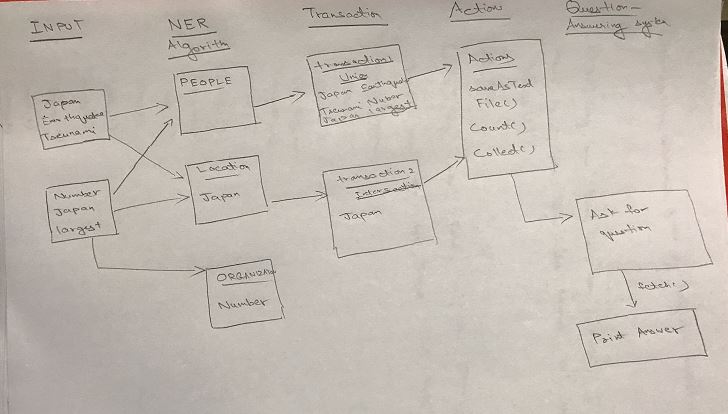 INPUT
NER
Algorithm
Transaction
Action
Question-
Answering system
Japan
Earthquake
Tsunami
Number
Japan
largest
PEOPLE
Location
Japan
ORGANIZATI
Number
transaction1
Union
Japan Earthquake
Tsunami Number
Japan largest
transaction2
Intersection
Japan
Actions
saveAsText
File()
Count()
Collect()
Ask for
question
fetch()
Print Answer